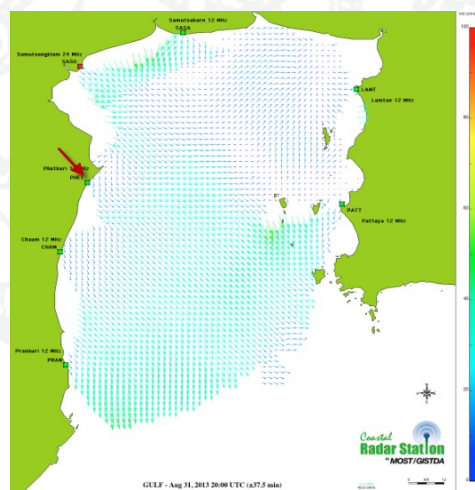 Samutsakorn 12 MHz
SASA
Samutsongklam 24 MHz
SASO
LAMT
Lamtan 12 MHz
Phetburi 12 MHz
PHET
PATT
Pattaya 12 MHz
Chaam 12 MHz
CHAM
Pranburi 12 MHz
PRAN
Coastal
Radar Station
by MOST/GISTDA
GULF - Aug 31, 2013 20:00 UTC (±37.5 min)